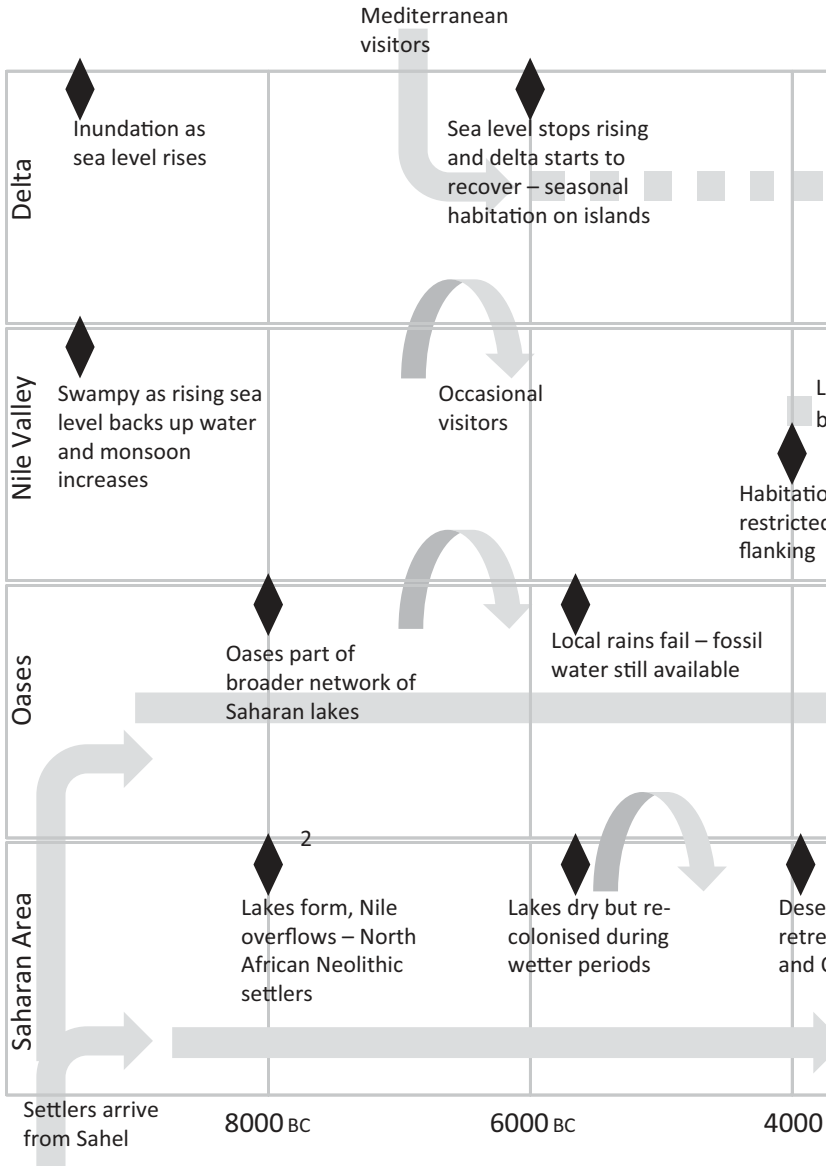 Mediterranean
visitors
Delta
Inundation as
sea level rises
Sea level stops rising
and delta starts to
recover – seasonal
habitation on islands
Nile Valley
Swampy as rising sea
level backs up water
and monsoon
increases
Occasional
visitors
L
b
Habitatio
restricted
flanking
Oases
Oases part of
broader network of
Saharan lakes
Local rains fail – fossil
water still available
2
Saharan Area
Lakes form, Nile
overflows – North
African Neolithic
settlers
Lakes dry but re-
colonised during
wetter periods
Dese
retre
and
Settlers arrive
from Sahel
8000 BC
6000 BC
4000